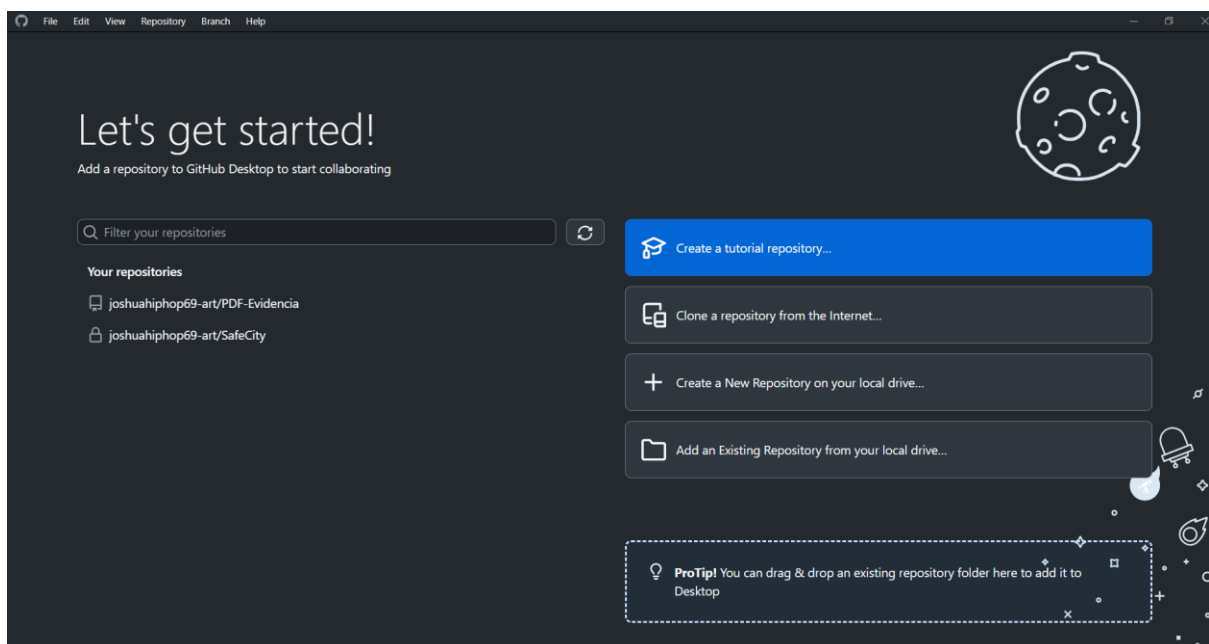 File Edit View Repository Branch Help
Let's get started!
Add a repository to GitHub Desktop to start collaborating
Filter your repositories
Your repositories
joshuahiphop69-art/PDF-Evidencia
joshuahiphop69-art/SafeCity
Create a tutorial repository...
Clone a repository from the Internet...
Create a New Repository on your local drive...
Add an Existing Repository from your local drive...
ProTip! You can drag & drop an existing repository folder here to add it to
Desktop